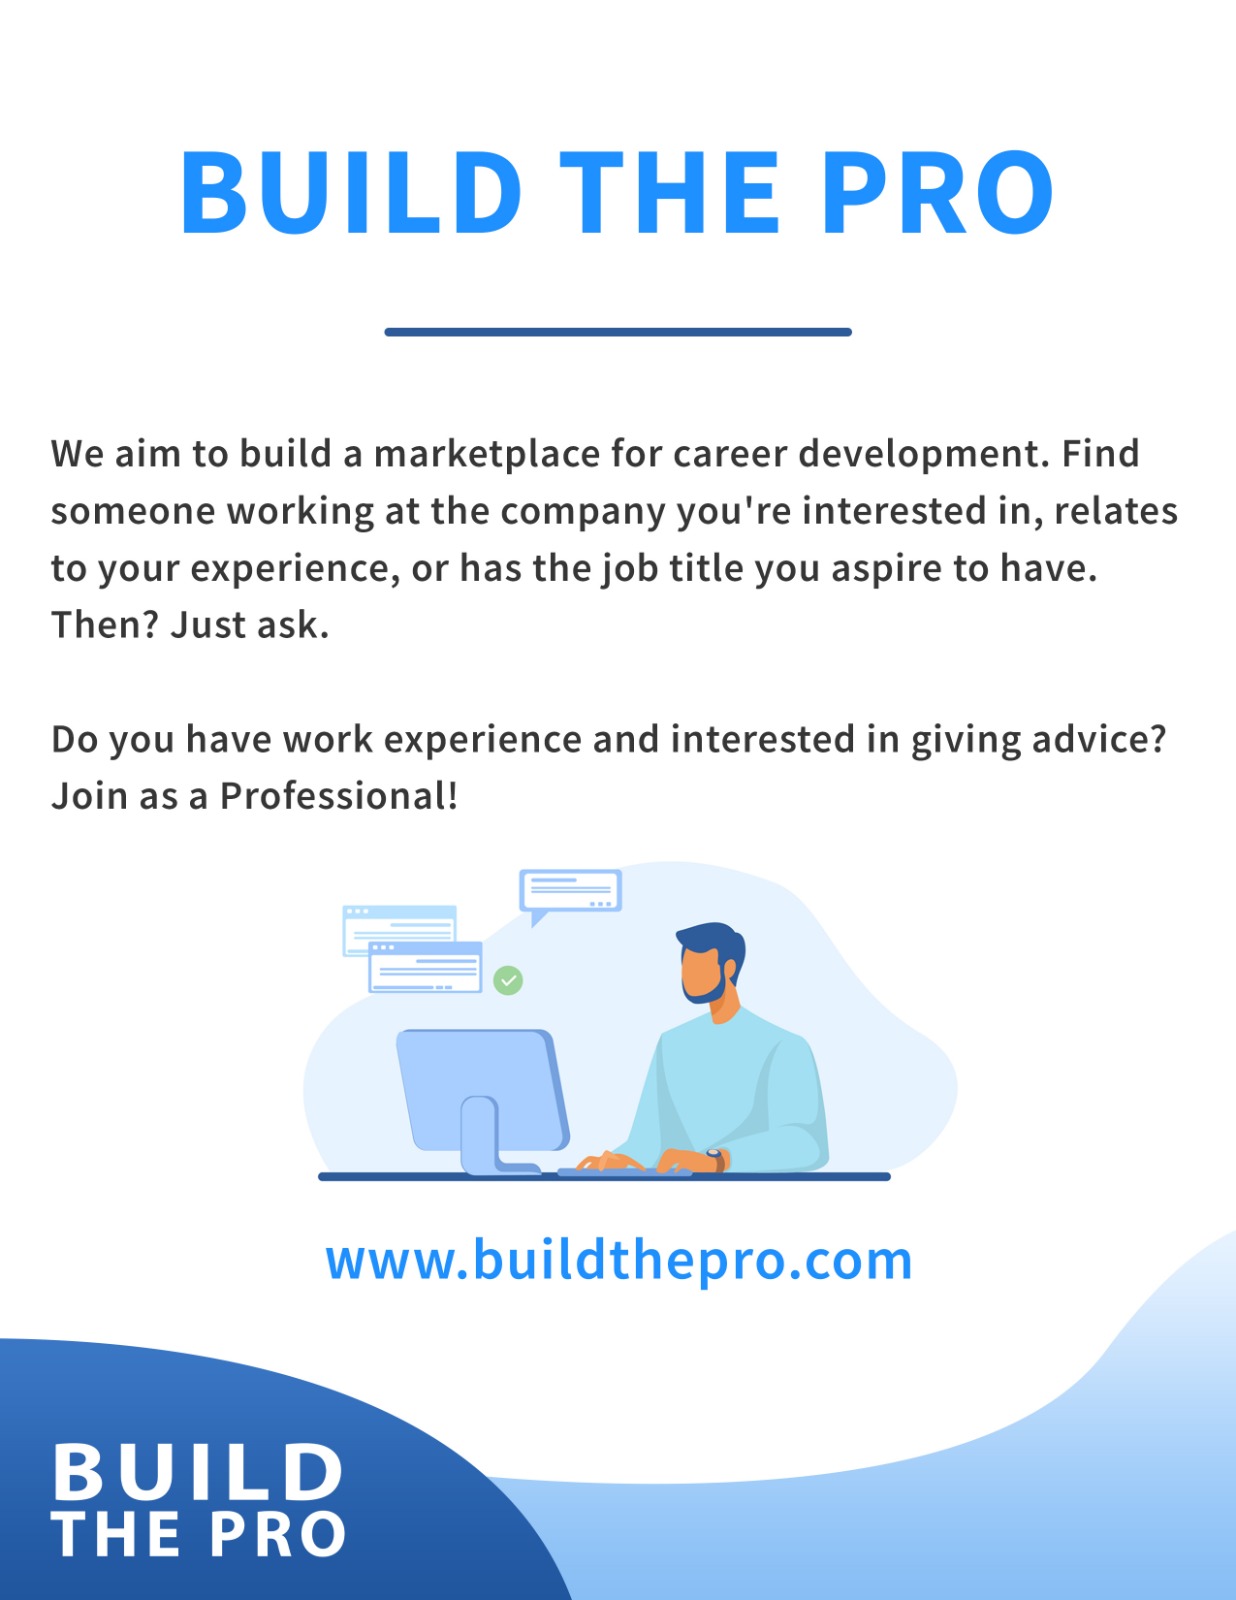 BUILD THE PRO
We aim to build a marketplace for career development. Find
someone working at the company you're interested in, relates
to your experience, or has the job title you aspire to have.
Then? Just ask.
Do you have work experience and interested in giving advice?
Join as a Professional!
www.buildthepro.com
BUILD
THE PRO